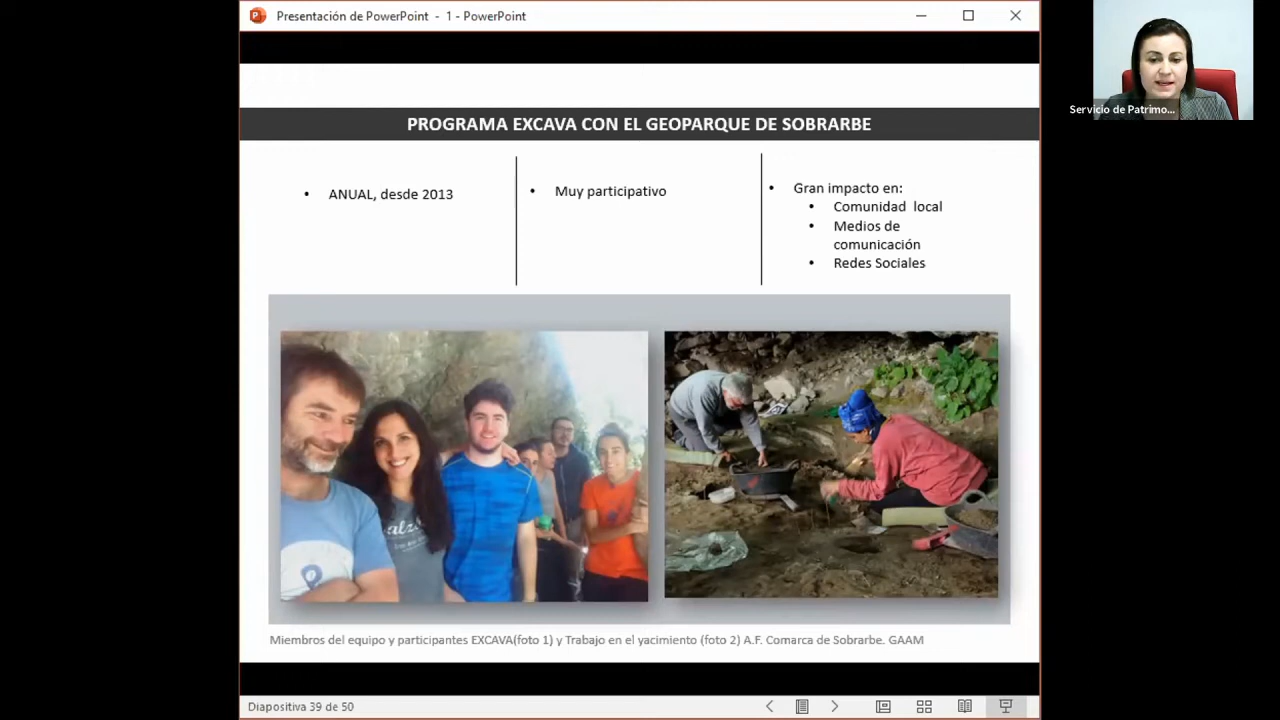 Presentación de PowerPoint - 1 - PowerPoint
Servicio de Patrimo...
PROGRAMA EXCAVA CON EL GEOPARQUE DE SOBRARBE
• ANUAL, desde 2013
• Muy participativo
• Gran impacto en:
• Comunidad local
• Medios de
comunicación
• Redes Sociales
Miembros del equipo y participantes EXCAVA(foto 1) y Trabajo en el yacimiento (foto 2) A.F. Comarca de Sobrarbe. GAAM
Diapositiva 39 de 50